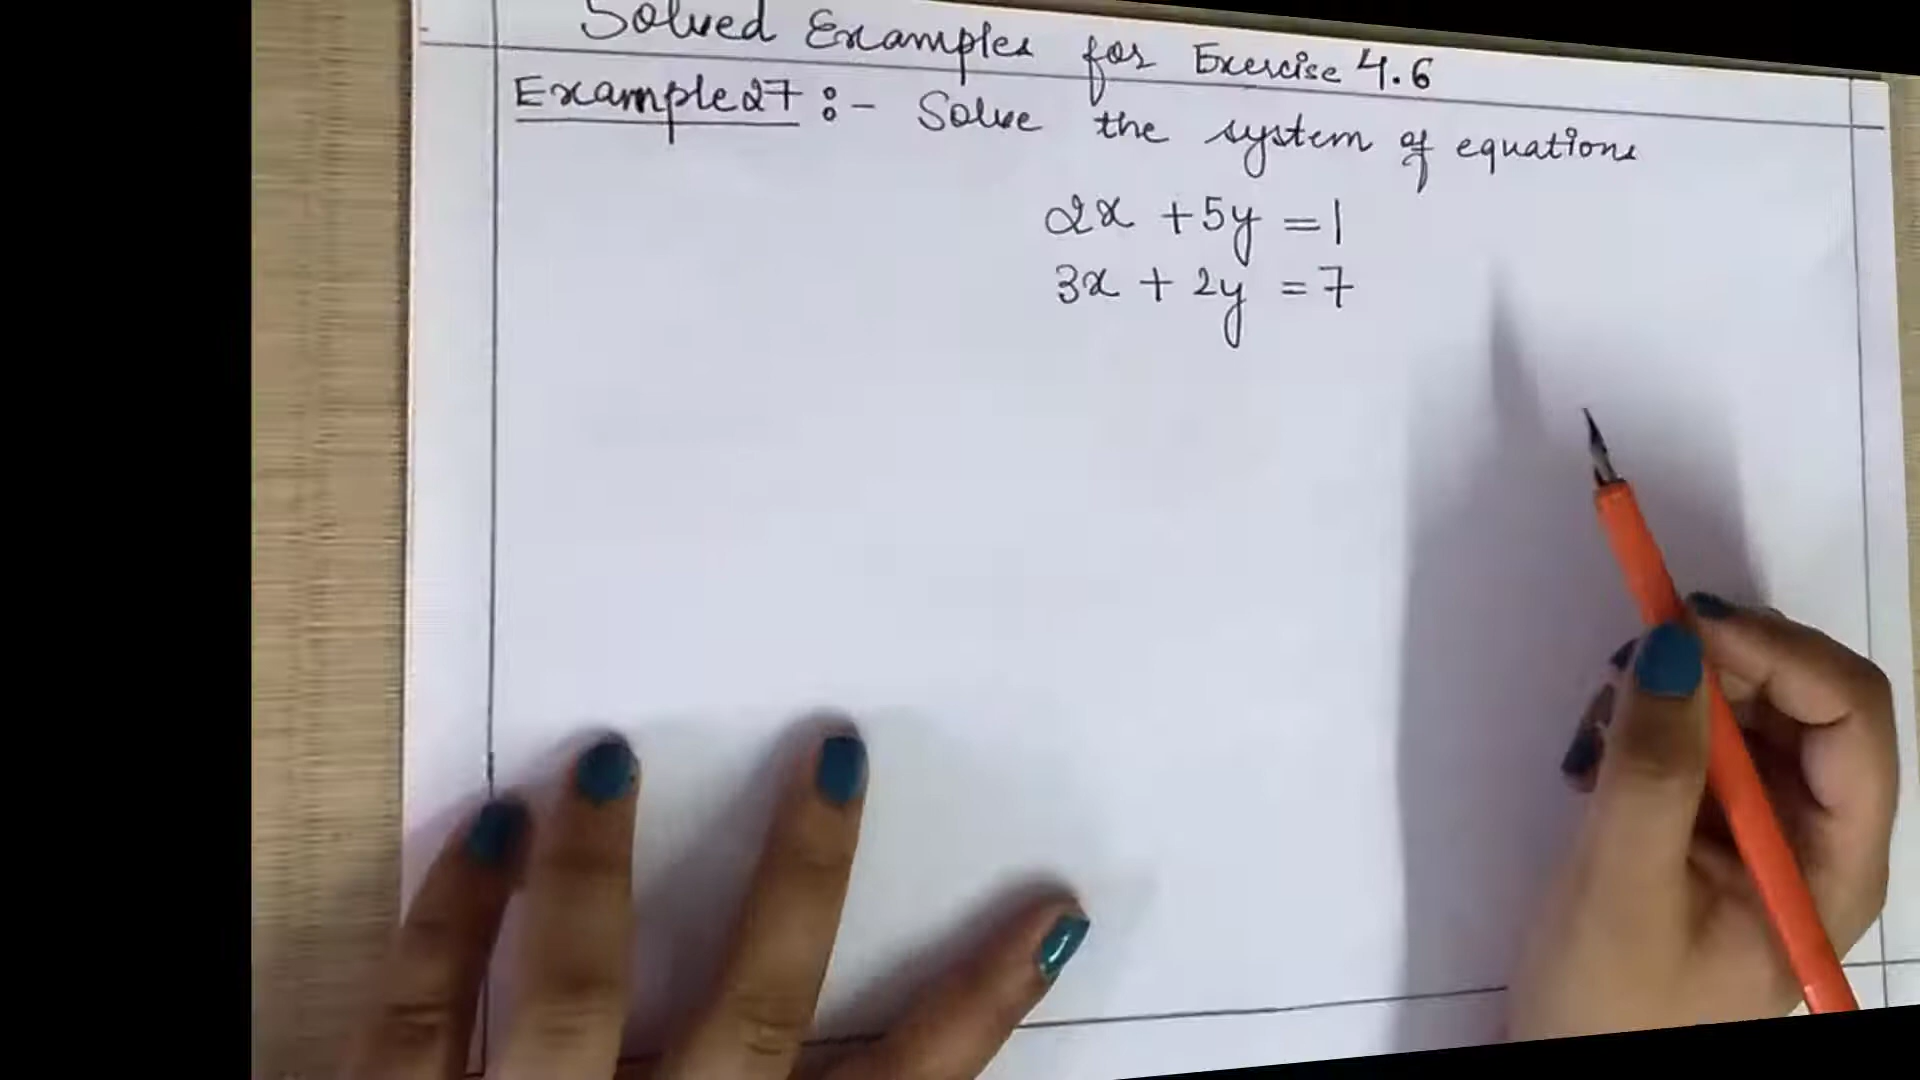 Solved Examples for Exercise 4.6
Example 27 :- Solve the system of equations
2x + 5y = 1
3x + 2y = 7